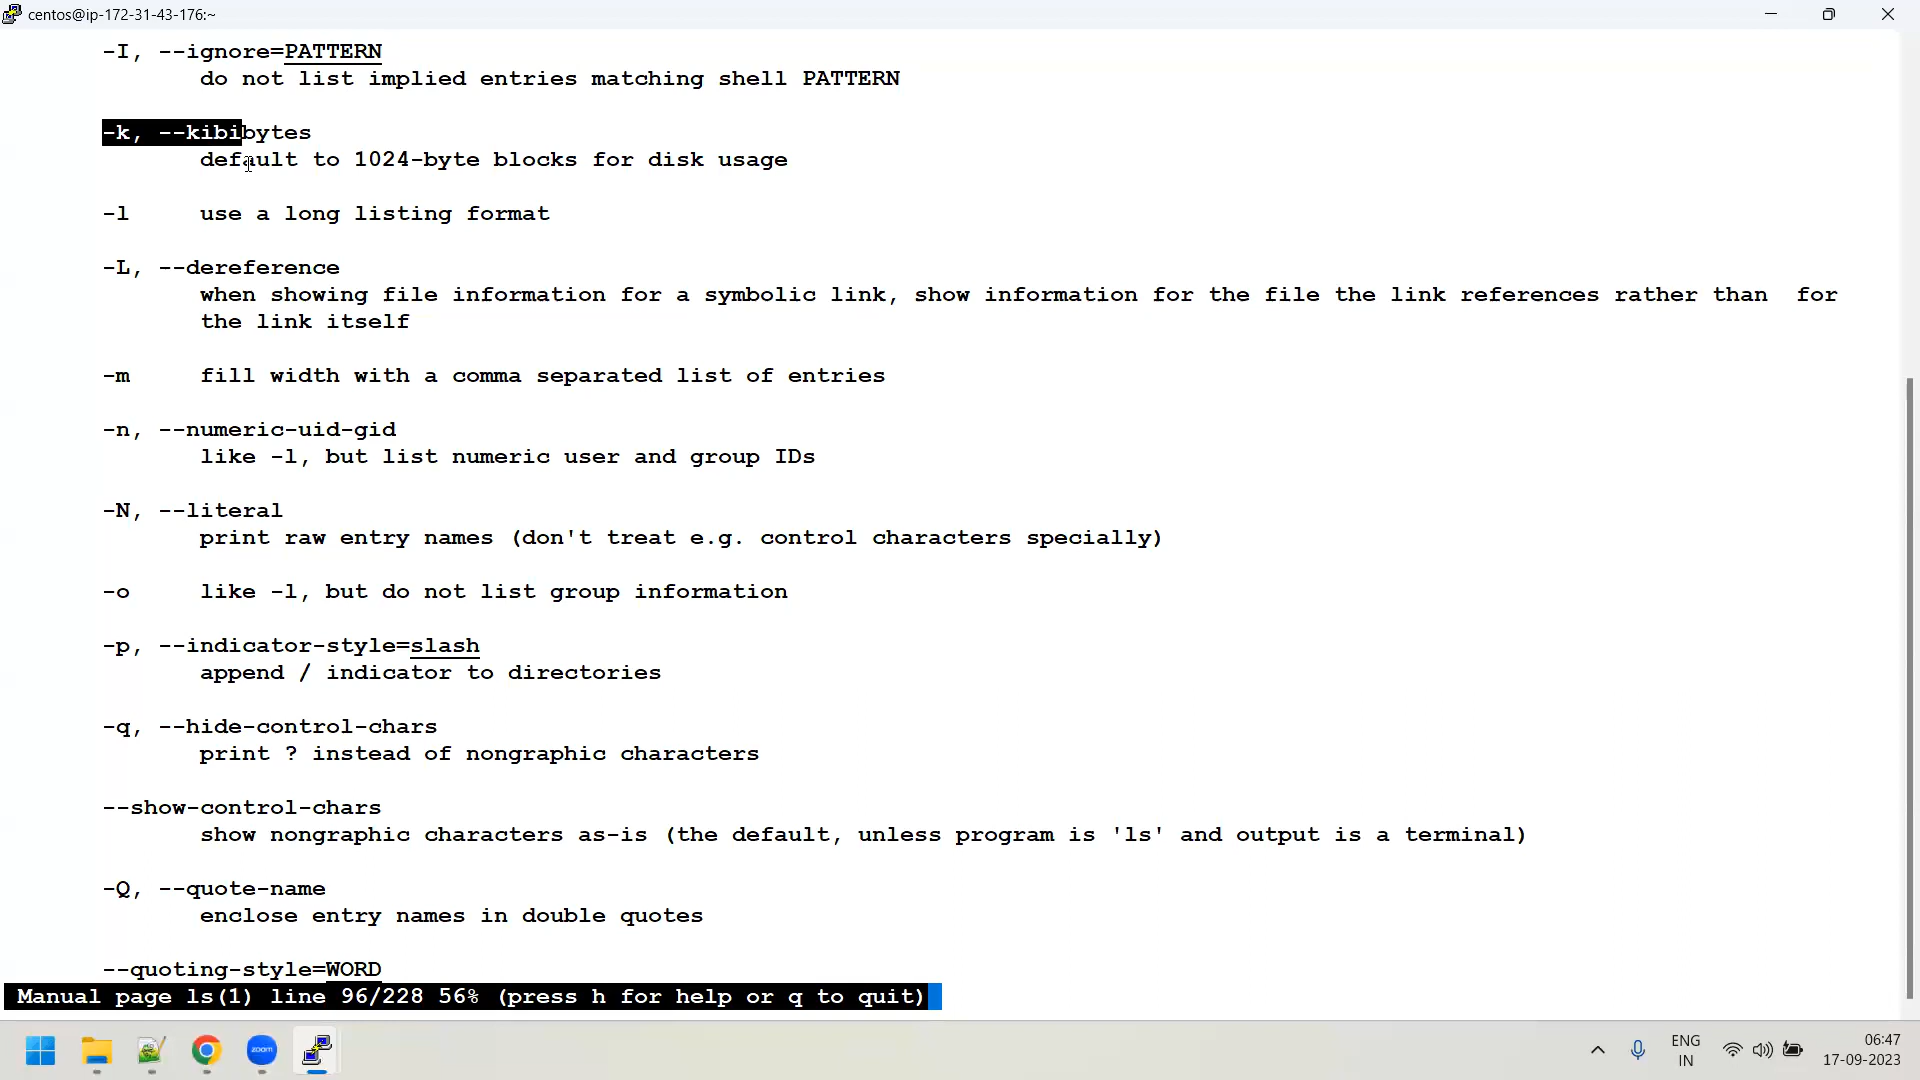 centos@ip-172-31-43-176:~
-I, --ignore=PATTERN
do not list implied entries matching shell PATTERN
-k, --kibibytes
default to 1024-byte blocks for disk usage
-l use a long listing format
-L, --dereference
when showing file information for a symbolic link, show information for the file the link references rather than for
the link itself
-m fill width with a comma separated list of entries
-n, --numeric-uid-gid
like -l, but list numeric user and group IDs
-N, --literal
print raw entry names (don't treat e.g. control characters specially)
-o like -l, but do not list group information
-p, --indicator-style=slash
append / indicator to directories
-q, --hide-control-chars
print ? instead of nongraphic characters
--show-control-chars
show nongraphic characters as-is (the default, unless program is 'ls' and output is a terminal)
-Q, --quote-name
enclose entry names in double quotes
--quoting-style=WORD
Manual page ls(1) line 96/228 56% (press h for help or q to quit)
zoom
ENG
IN
06:47
17-09-2023